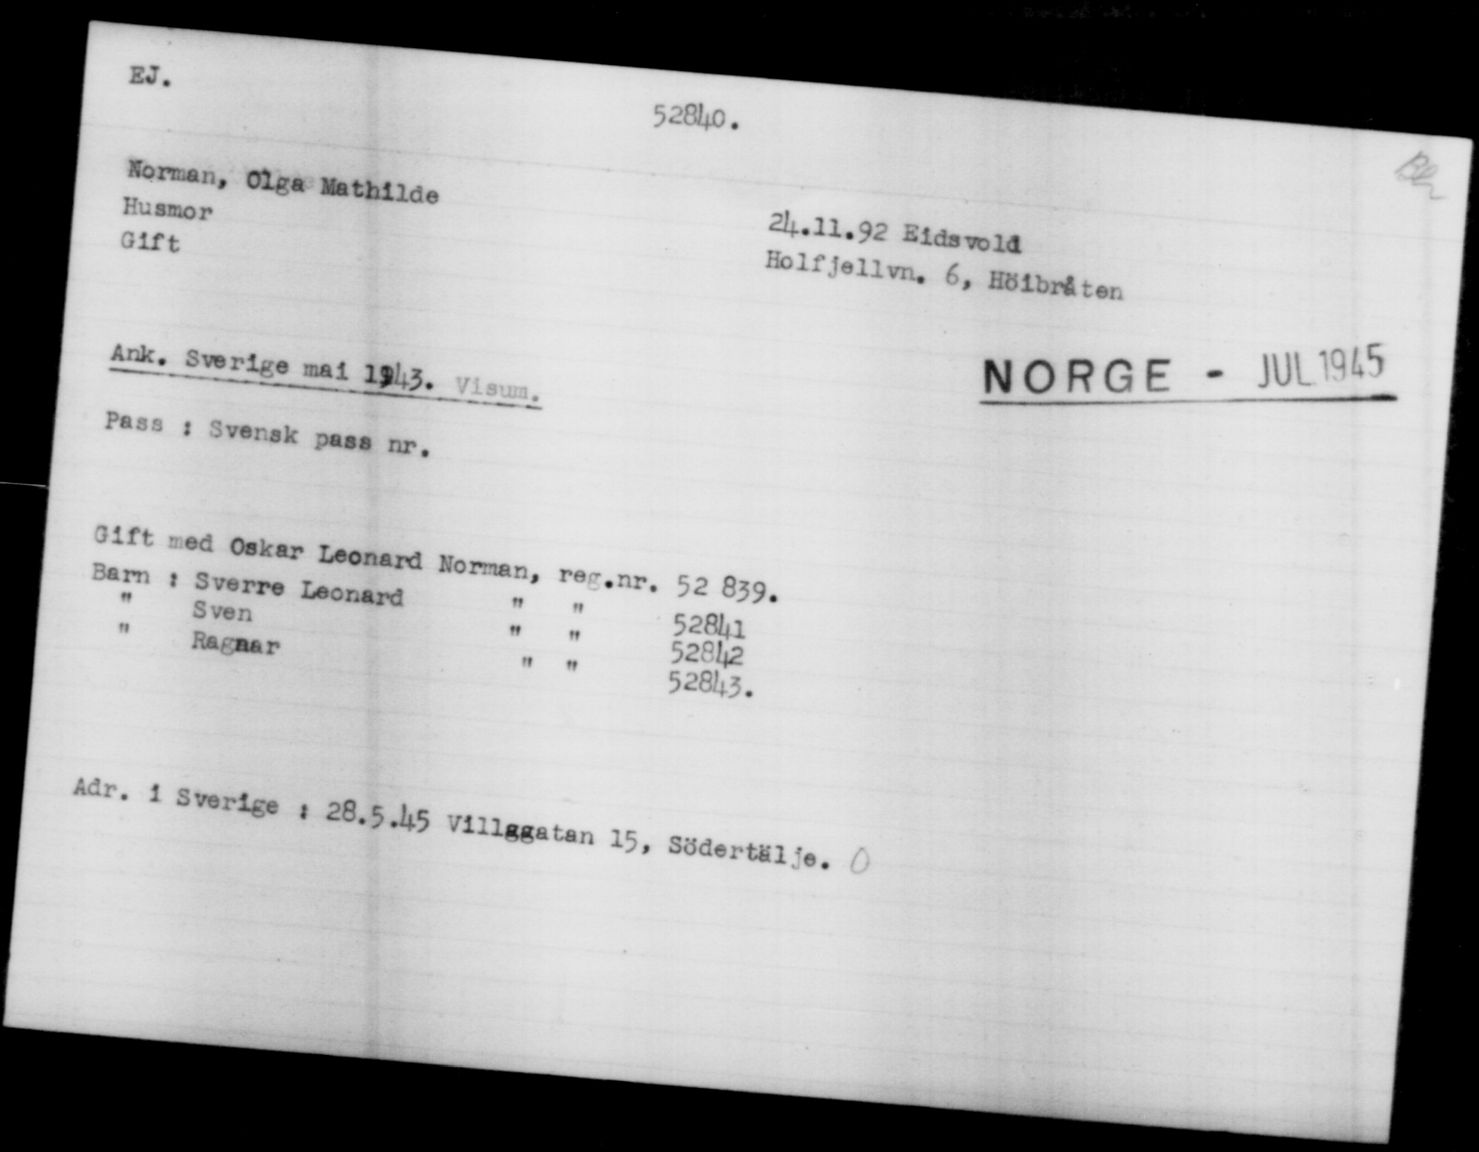 EJ.
52840.
Norman, Olga Mathilde
Husmor
Gift
24.11.92 Eidsvold
Holfjellvn. 6, Höibråten
Ank. Sverige mai 1943. Visum.
NORGE - JUL 1945
Pass : Svensk pass nr.
Gift med Oskar Leonard Norman, reg.nr. 52 839.
Barn : Sverre Leonard " " 52841
" Sven " " 52842
" Ragnar " " 52843.
Adr. i Sverige : 28.5.45 Villagatan 15, Södertälje.